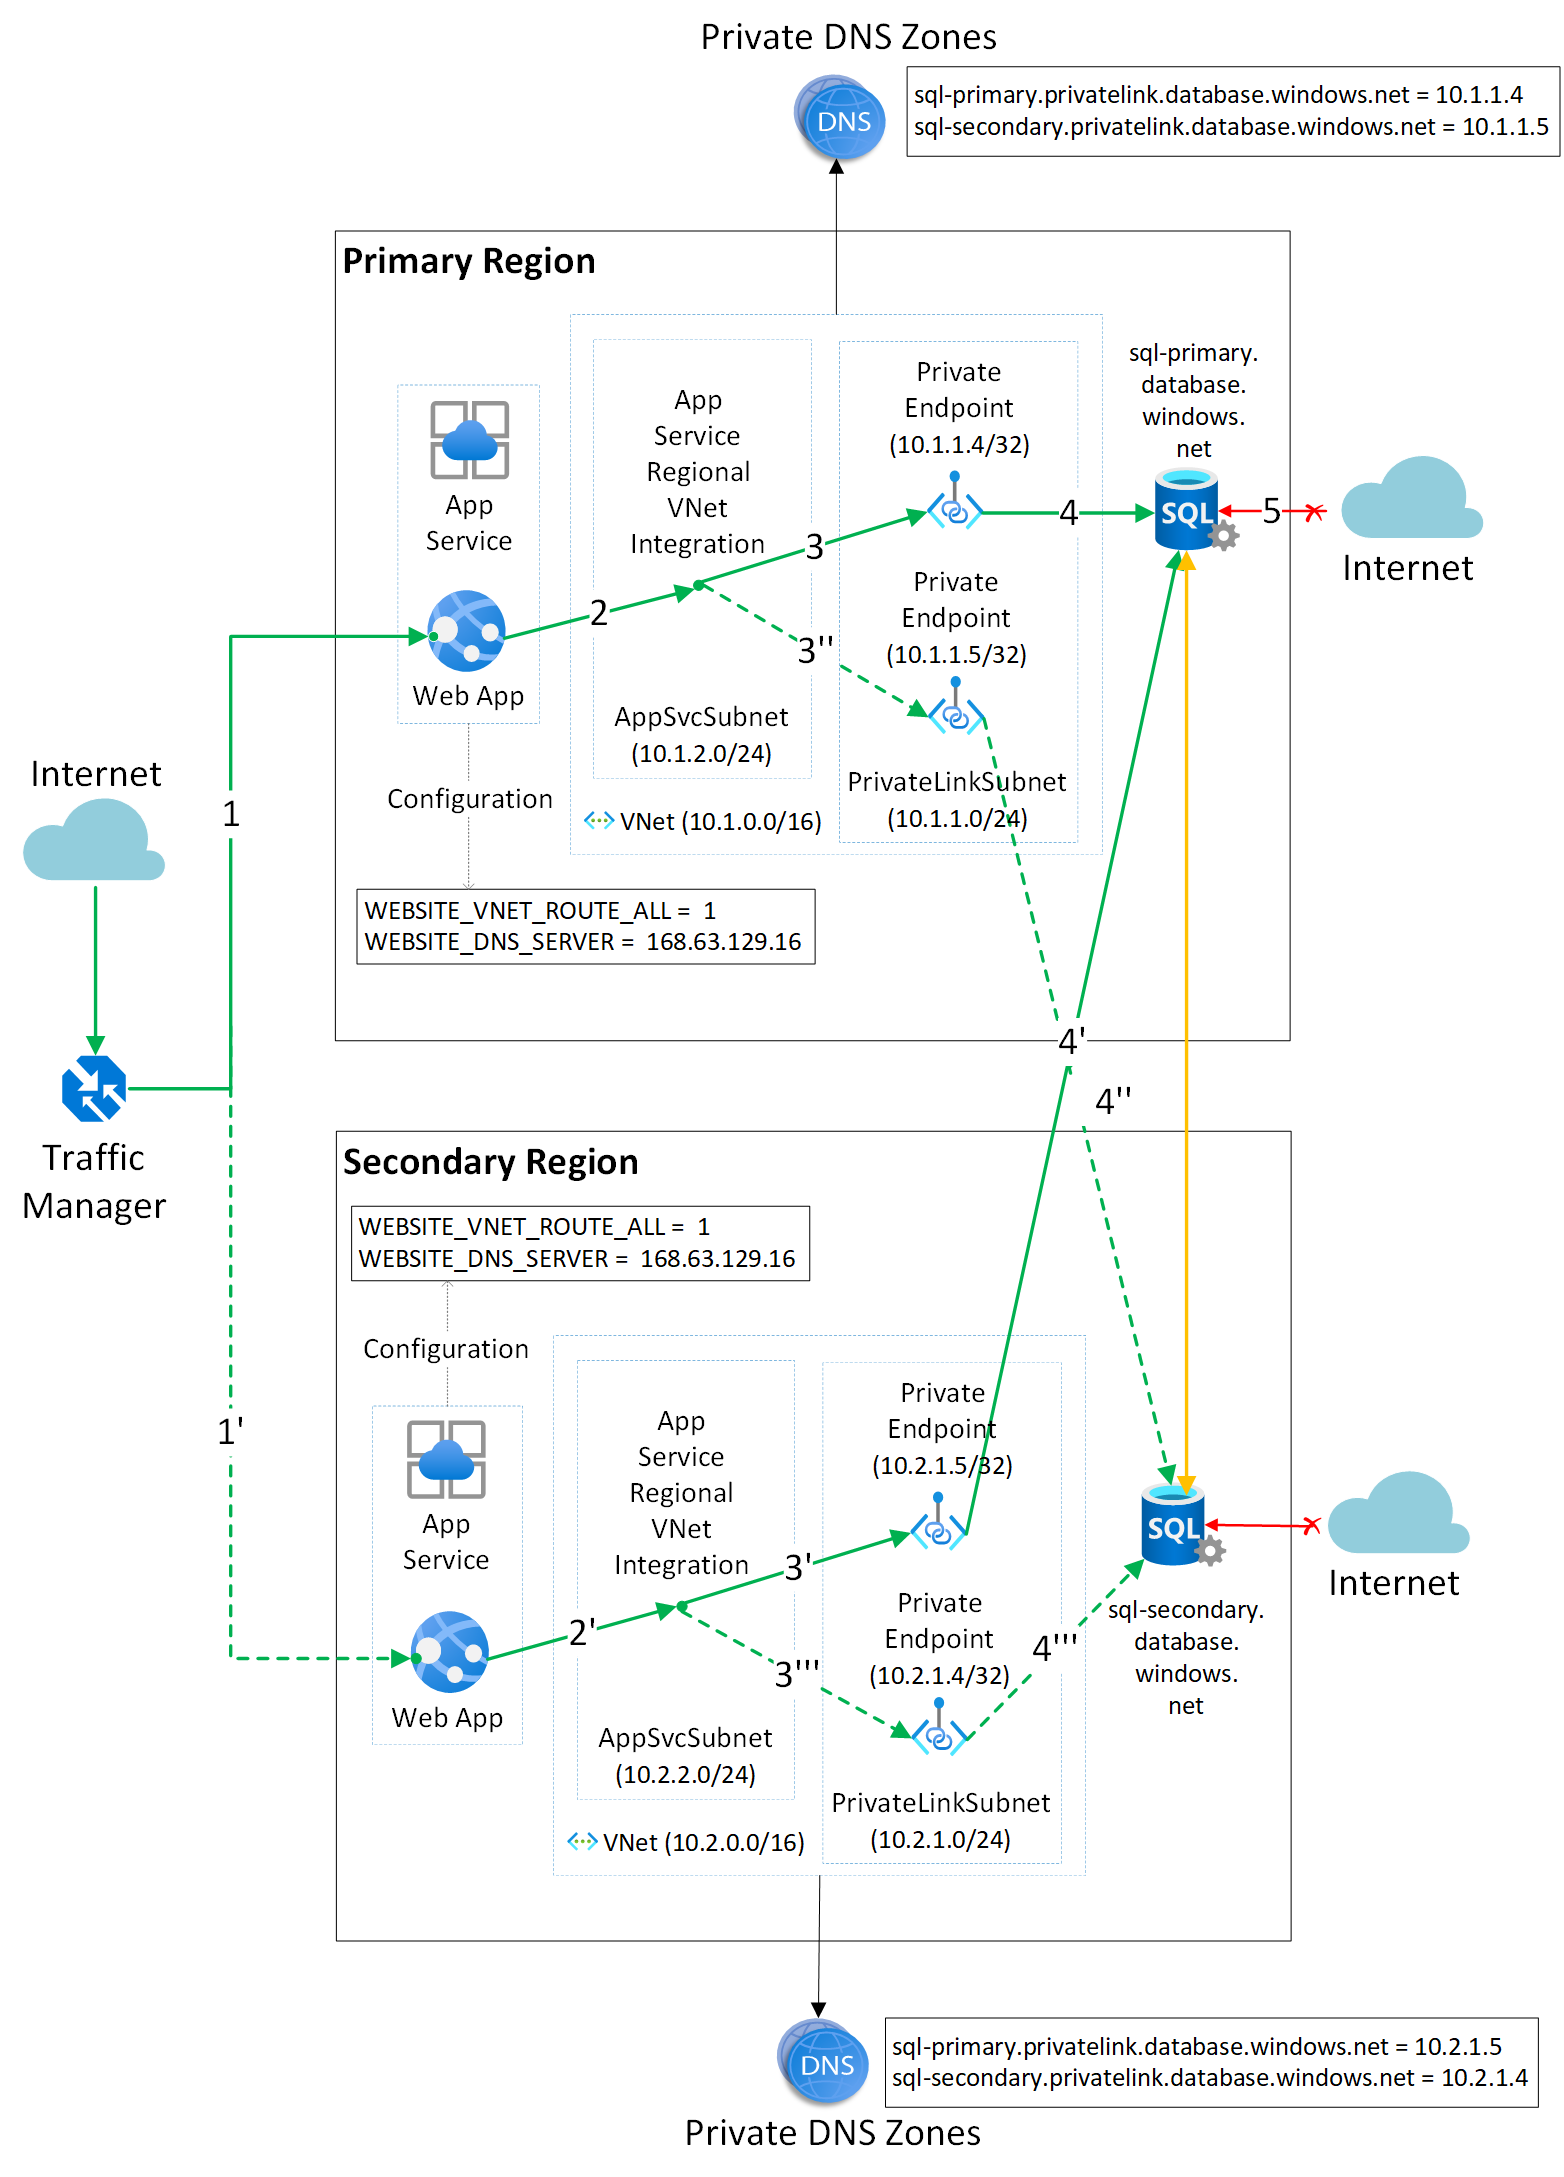 Private DNS Zones
DNS
sql-primary.privatelink.database.windows.net = 10.1.1.4
sql-secondary.privatelink.database.windows.net = 10.1.1.5
Primary Region
App
Service
Web App
App
Service
Regional
VNet
Integration
AppSvcSubnet
(10.1.2.0/24)
VNet (10.1.0.0/16)
Private
Endpoint
(10.1.1.4/32)
Private
Endpoint
(10.1.1.5/32)
PrivateLinkSubnet
(10.1.1.0/24)
sql-primary.
database.
windows.
net
SQL
Internet
1
2
3
3''
4
5
Configuration
WEBSITE_VNET_ROUTE_ALL = 1
WEBSITE_DNS_SERVER = 168.63.129.16
Internet
Traffic
Manager
4'
4''
1'
Secondary Region
WEBSITE_VNET_ROUTE_ALL = 1
WEBSITE_DNS_SERVER = 168.63.129.16
Configuration
App
Service
Web App
App
Service
Regional
VNet
Integration
AppSvcSubnet
(10.2.2.0/24)
VNet (10.2.0.0/16)
Private
Endpoint
(10.2.1.5/32)
Private
Endpoint
(10.2.1.4/32)
PrivateLinkSubnet
(10.2.1.0/24)
2'
3'
3'''
4'''
SQL
sql-secondary.
database.
windows.
net
Internet
DNS
sql-primary.privatelink.database.windows.net = 10.2.1.5
sql-secondary.privatelink.database.windows.net = 10.2.1.4
Private DNS Zones